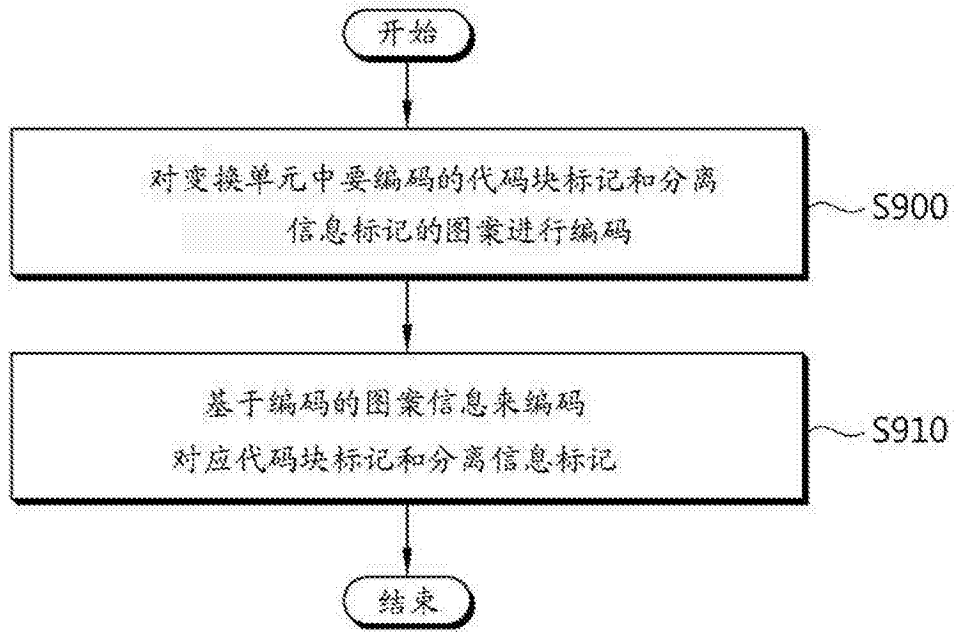 开始
对变换单元中要编码的代码块标记和分离
信息标记的图案进行编码
S900
基于编码的图案信息来编码
对应代码块标记和分离信息标记
S910
结束